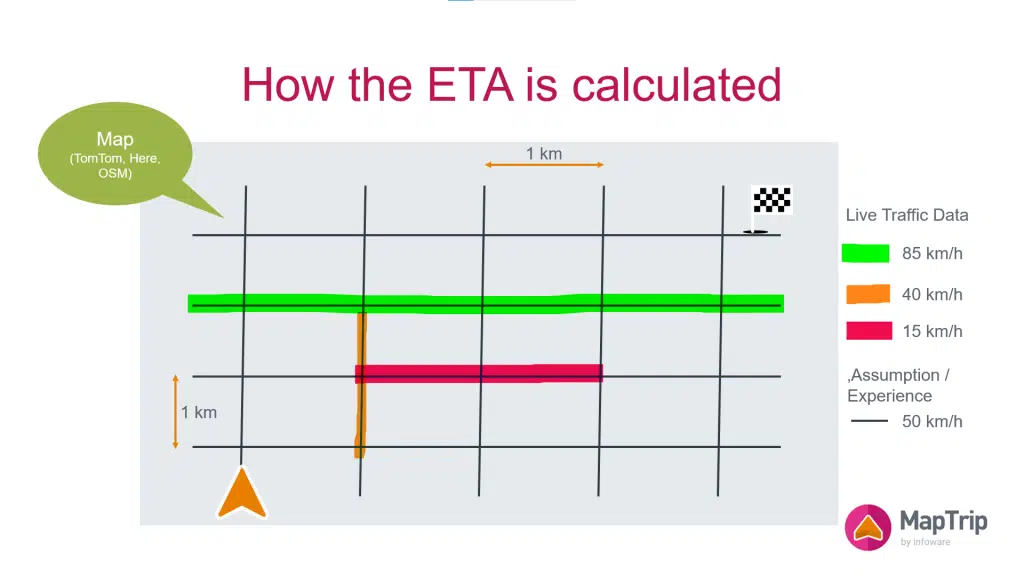 How the ETA is calculated
Map
(TomTom, Here,
OSM)
1 km
Live Traffic Data
85 km/h
40 km/h
15 km/h
‚Assumption /
Experience
1 km
50 km/h
MapTrip
by infoware